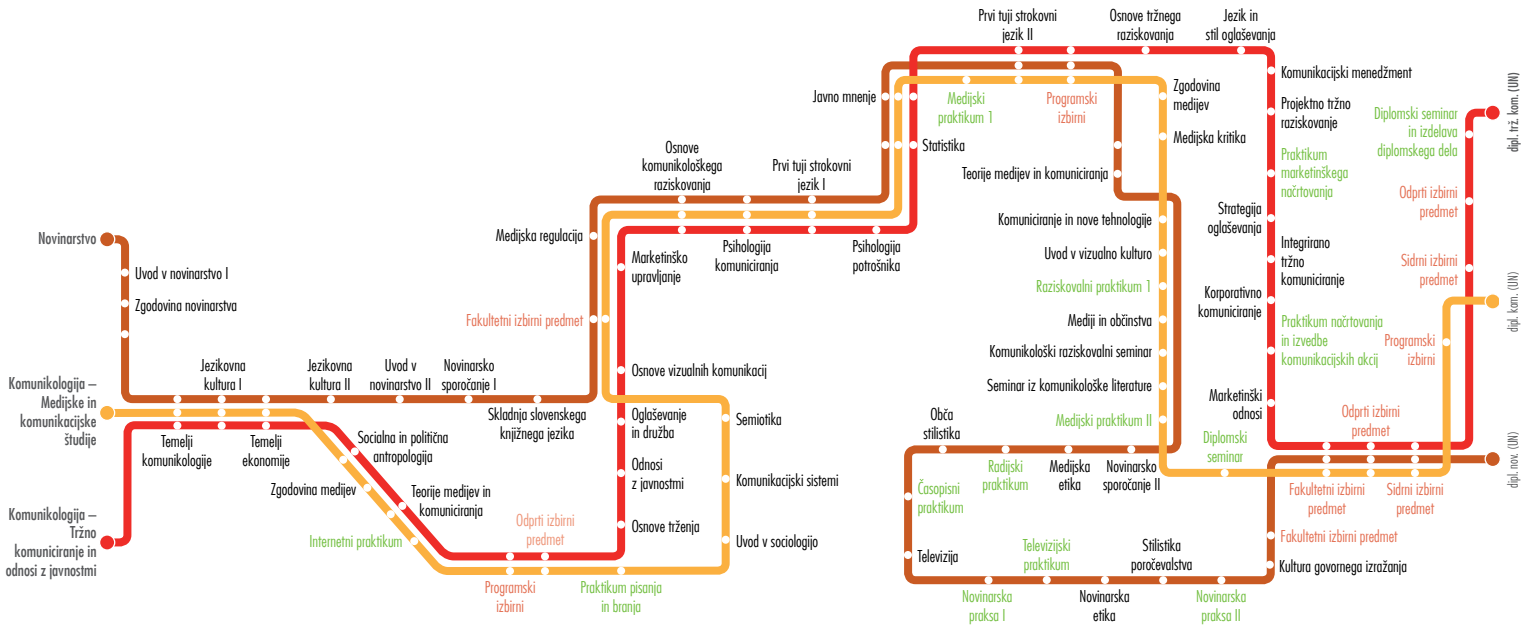 Novinarstvo
Uvod v novinarstvo I
Zgodovina novinarstva
Komunikologija –
Medijske in
komunikacijske
študije
Komunikologija –
Tržno
komuniciranje in
odnosi z javnostmi
Jezikovna
kultura I
Jezikovna
kultura II
Uvod v
novinarstvo II
Novinarsko
sporočanje I
Temelji
komunikologije
Temelji
ekonomije
Socialna in politična
antropologija
Zgodovina medijev
Teorije medijev in
komuniciranja
Internetni praktikum
Skladnja slovenskega
knjižnega jezika
Fakultetni izbirni predmet
Medijska regulacija
Odprti izbirni
predmet
Programski
izbirni
Praktikum pisanja
in branja
Marketinško
upravljanje
Osnove vizualnih komunikacij
Oglaševanje
in družba
Odnosi
z javnostmi
Osnove trženja
Semiotika
Komunikacijski sistemi
Uvod v sociologijo
Osnove
komunikološkega
raziskovanja
Prvi tuji strokovni
jezik I
Psihologija
komuniciranja
Psihologija
potrošnika
Javno mnenje
Statistika
Prvi tuji strokovni
jezik II
Osnove tržnega
raziskovanja
Jezik in
stil oglaševanja
Medijski
praktikum 1
Programski
izbirni
Zgodovina
medijev
Medijska kritika
Teorije medijev in komuniciranja
Komuniciranje in nove tehnologije
Uvod v vizualno kulturo
Raziskovalni praktikum 1
Mediji in občinstva
Komunikološki raziskovalni seminar
Seminar iz komunikološke literature
Medijski praktikum II
Obča
stilistika
Radijski
praktikum
Medijska
etika
Novinarsko
sporočanje II
Časopisni
praktikum
Televizija
Televizijski
praktikum
Stilistika
poročevalstva
Novinarska
praksa I
Novinarska
etika
Novinarska
praksa II
Kultura govornega izražanja
Fakultetni izbirni predmet
Diplomski
seminar
Komunikacijski menedžment
Projektno tržno
raziskovanje
Praktikum
marketinškega
načrtovanja
Strategija
oglaševanja
Integrirano
tržno
komuniciranje
Korporativno
komuniciranje
Praktikum načrtovanja
in izvedbe
komunikacijskih akcij
Marketinški
odnosi
Odprti izbirni
predmet
Fakultetni izbirni
predmet
Sidrni izbirni
predmet
Programski
izbirni
Sidrni izbirni
predmet
Odprti izbirni
predmet
Diplomski seminar
in izdelava
diplomskega dela
dipl. trž. kom. (UN)
dipl. kom. (UN)
dipl. nov. (UN)